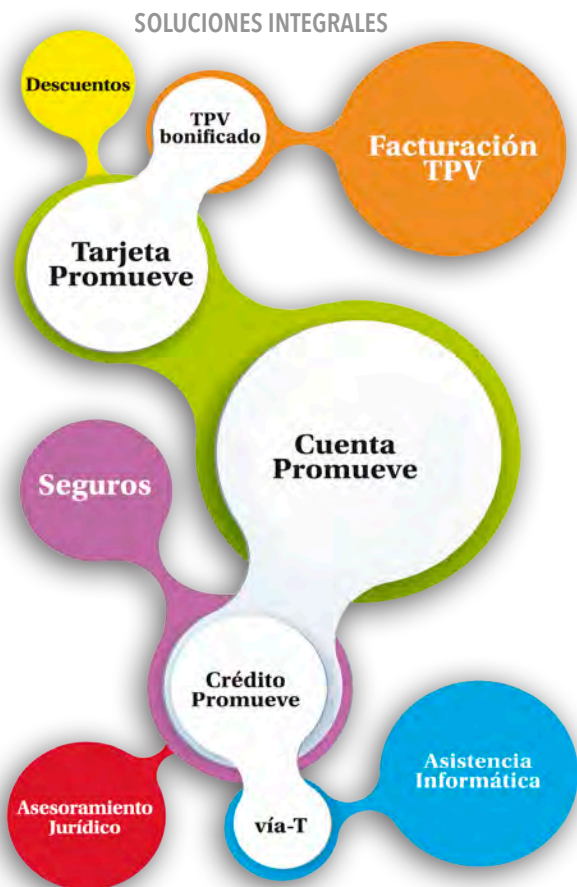 SOLUCIONES INTEGRALES
Descuentos
TPV
bonificado
Facturación
TPV
Tarjeta
Promueve
Cuenta
Promueve
Seguros
Crédito
Promueve
Asistencia
Informática
Asesoramiento
Jurídico
vía-T